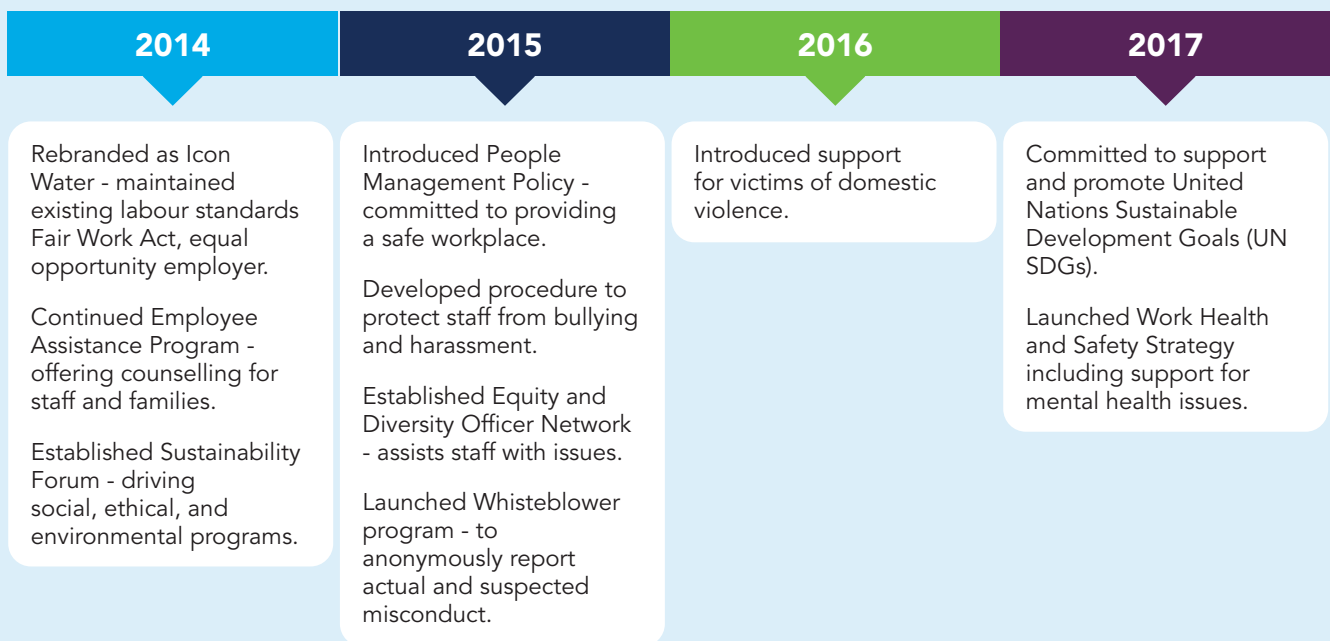 2014
Rebranded as Icon
Water - maintained
existing labour standards
Fair Work Act, equal
opportunity employer.
Continued Employee
Assistance Program -
offering counselling for
staff and families.
Established Sustainability
Forum - driving
social, ethical, and
environmental programs.
2015
Introduced People
Management Policy -
committed to providing
a safe workplace.
Developed procedure to
protect staff from bullying
and harassment.
Established Equity and
Diversity Officer Network
- assists staff with issues.
Launched Whisteblower
program - to
anonymously report
actual and suspected
misconduct.
2016
Introduced support
for victims of domestic
violence.
2017
Committed to support
and promote United
Nations Sustainable
Development Goals (UN
SDGs).
Launched Work Health
and Safety Strategy
including support for
mental health issues.